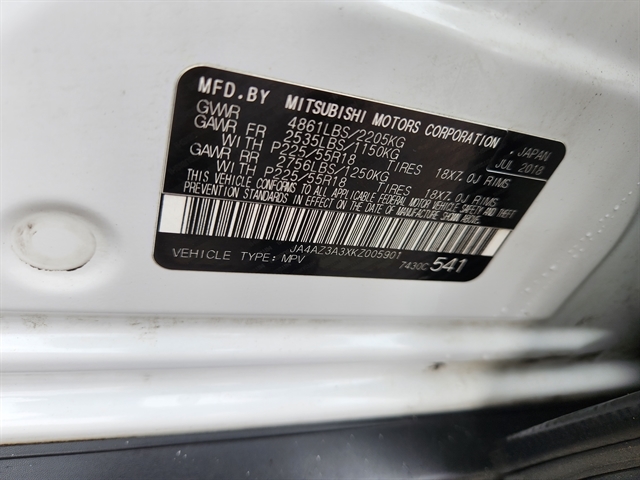 MFD.BY MITSUBISHI MOTORS CORPORATION
GVWR 4861LBS/2205KG JAPAN
GAWR FR 2535LBS/1150KG JUL 2018
WITH P225/55R18 TIRES 18X7.0J RIMS
GAWR RR 2756LBS/1250KG
WITH P225/55R18 TIRES 18X7.0J RIMS
THIS VEHICLE CONFORMS TO ALL APPLICABLE FEDERAL MOTOR VEHICLE SAFETY AND THEFT
PREVENTION STANDARDS IN EFFECT ON THE DATE OF MANUFACTURE SHOWN ABOVE.
JA4AZ3A3XKZ005901
VEHICLE TYPE: MPV 7430C 541